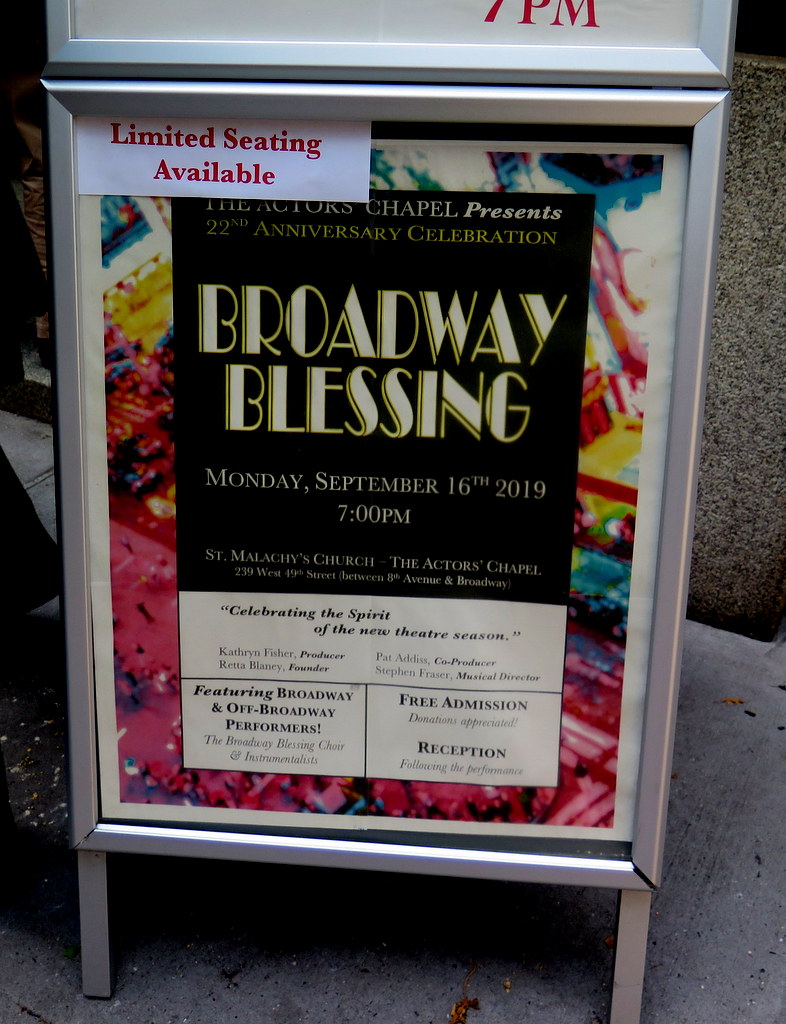 7PM
Limited Seating
Available
THE ACTORS' CHAPEL Presents
22ND ANNIVERSARY CELEBRATION
BROADWAY
BLESSING
MONDAY, SEPTEMBER 16TH 2019
7:00PM
ST. MALACHY'S CHURCH – THE ACTORS' CHAPEL
239 West 49th Street (between 8th Avenue & Broadway)
"Celebrating the Spirit
of the new theatre season."
Kathryn Fisher, Producer
Retta Blaney, Founder
Pat Addiss, Co-Producer
Stephen Fraser, Musical Director
Featuring BROADWAY
& OFF-BROADWAY
PERFORMERS!
The Broadway Blessing Choir
& Instrumentalists
FREE ADMISSION
Donations appreciated!
RECEPTION
Following the performance